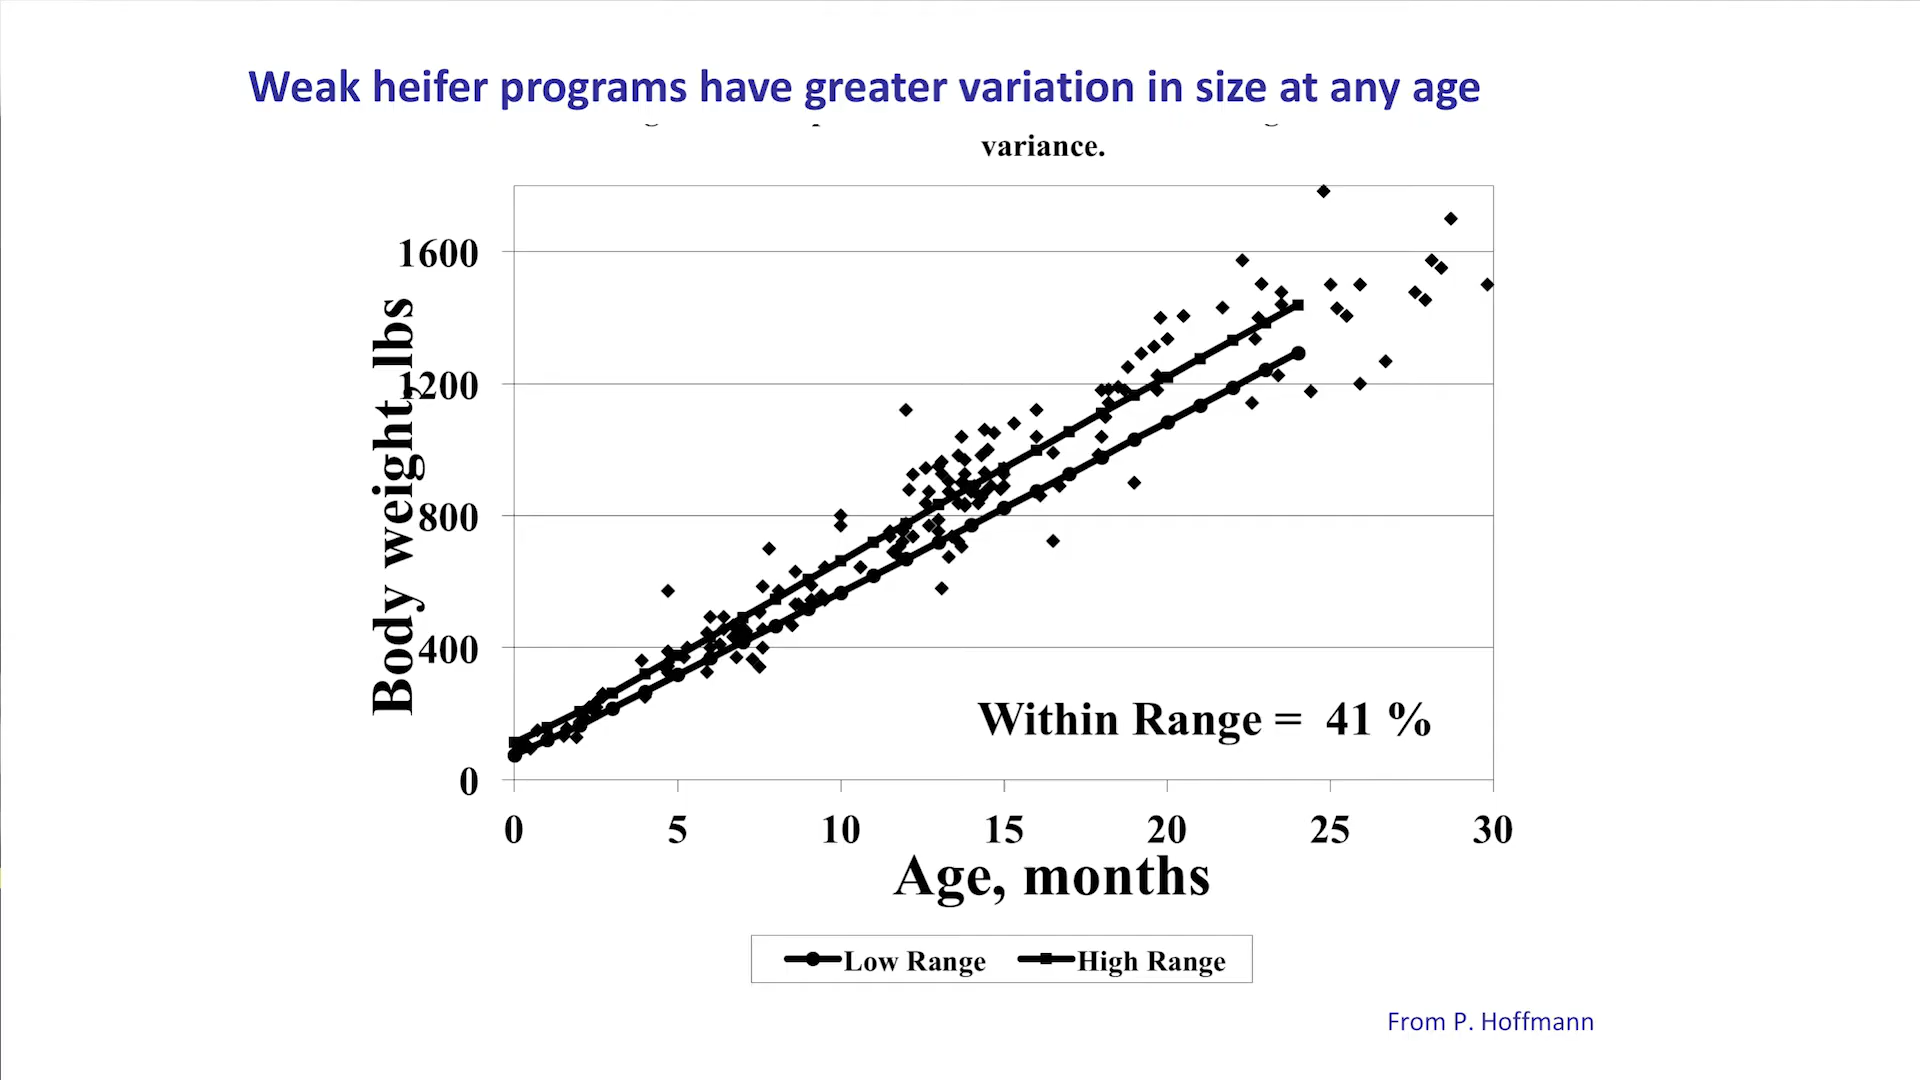 Weak heifer programs have greater variation in size at any age
variance.
1600
1200
800
400
0
Body weight, lbs
Within Range = 41 %
0 5 10 15 20 25 30
Age, months
Low Range High Range
From P. Hoffmann